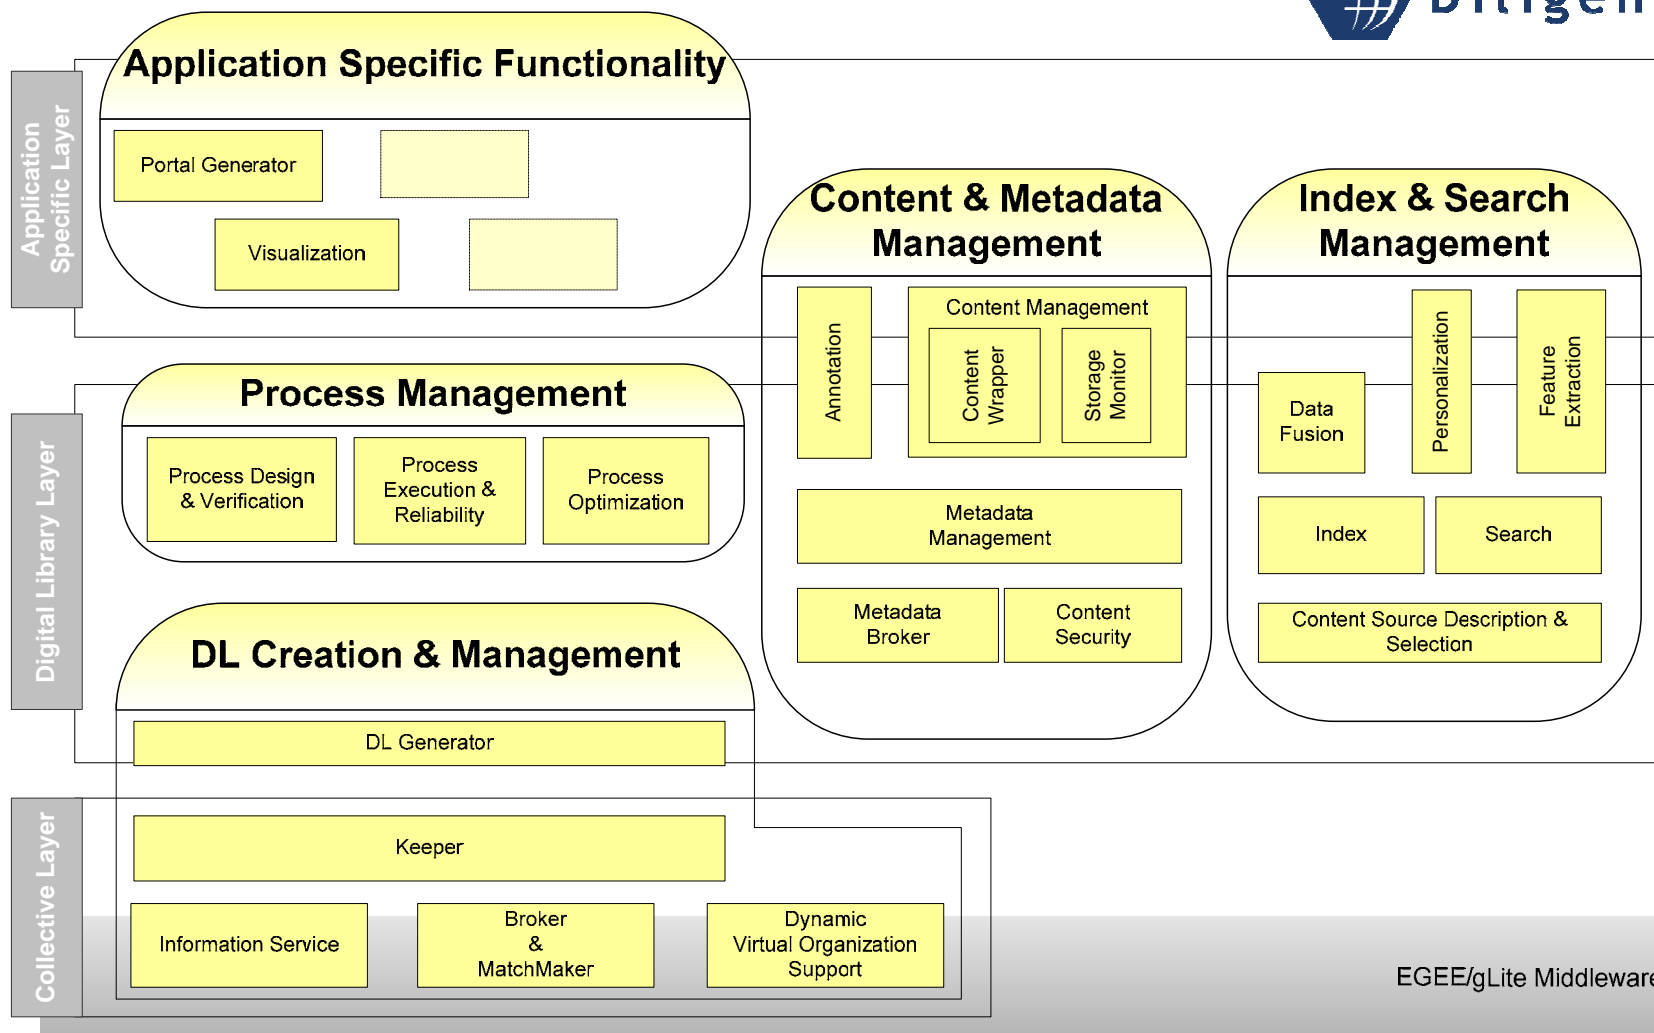 Application Specific Functionality
Application
Specific Layer
Portal Generator
Visualization
Content & Metadata
Management
Annotation
Content Management
Content
Wrapper
Storage
Monitor
Metadata
Management
Metadada
Broker
Content
Security
Index & Search
Management
Data
Fusion
Personalization
Feature
Extraction
Index
Search
Content Source Description &
Selection
Digital Library Layer
Process Management
Process Design
& Verification
Process
Execution &
Reliability
Process
Optimization
DL Creation & Management
DL Generator
Collective Layer
Keeper
Information Service
Broker
&
MatchMaker
Dynamic
Virtual Organization
Support
EGEE/gLite Middleware